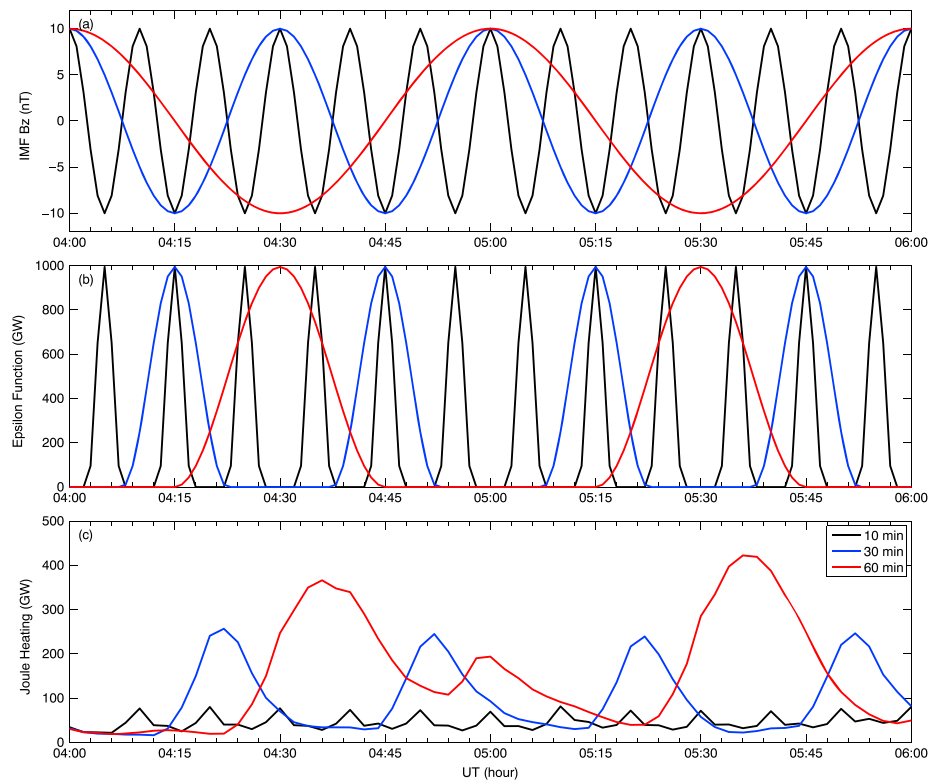 (a)
IMF Bz (nT)
10
5
0
−5
−10
04:00 04:15 04:30 04:45 05:00 05:15 05:30 05:45 06:00
(b)
Epsilon Function (GW)
1000
800
600
400
200
0
04:00 04:15 04:30 04:45 05:00 05:15 05:30 05:45 06:00
(c)
Joule Heating (GW)
500
400
300
200
100
0
10 min
30 min
60 min
04:00 04:15 04:30 04:45 05:00 05:15 05:30 05:45 06:00
UT (hour)